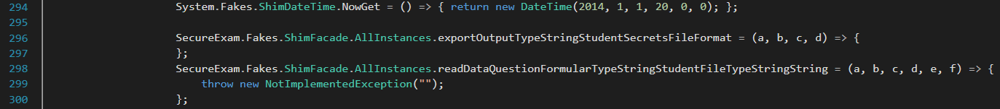 294 System.Fakes.ShimDateTime.NowGet = () => { return new DateTime(2014, 1, 1, 20, 0, 0); };
295
296 SecureExam.Fakes.ShimFacade.AllInstances.exportOutputTypeStringStudentSecretsFileFormat = (a, b, c, d) => {
297 };
298 SecureExam.Fakes.ShimFacade.AllInstances.readDataQuestionFormularTypeStringStudentFileTypeStringString = (a, b, c, d, e, f) => {
299 throw new NotImplementedException("");
300 };